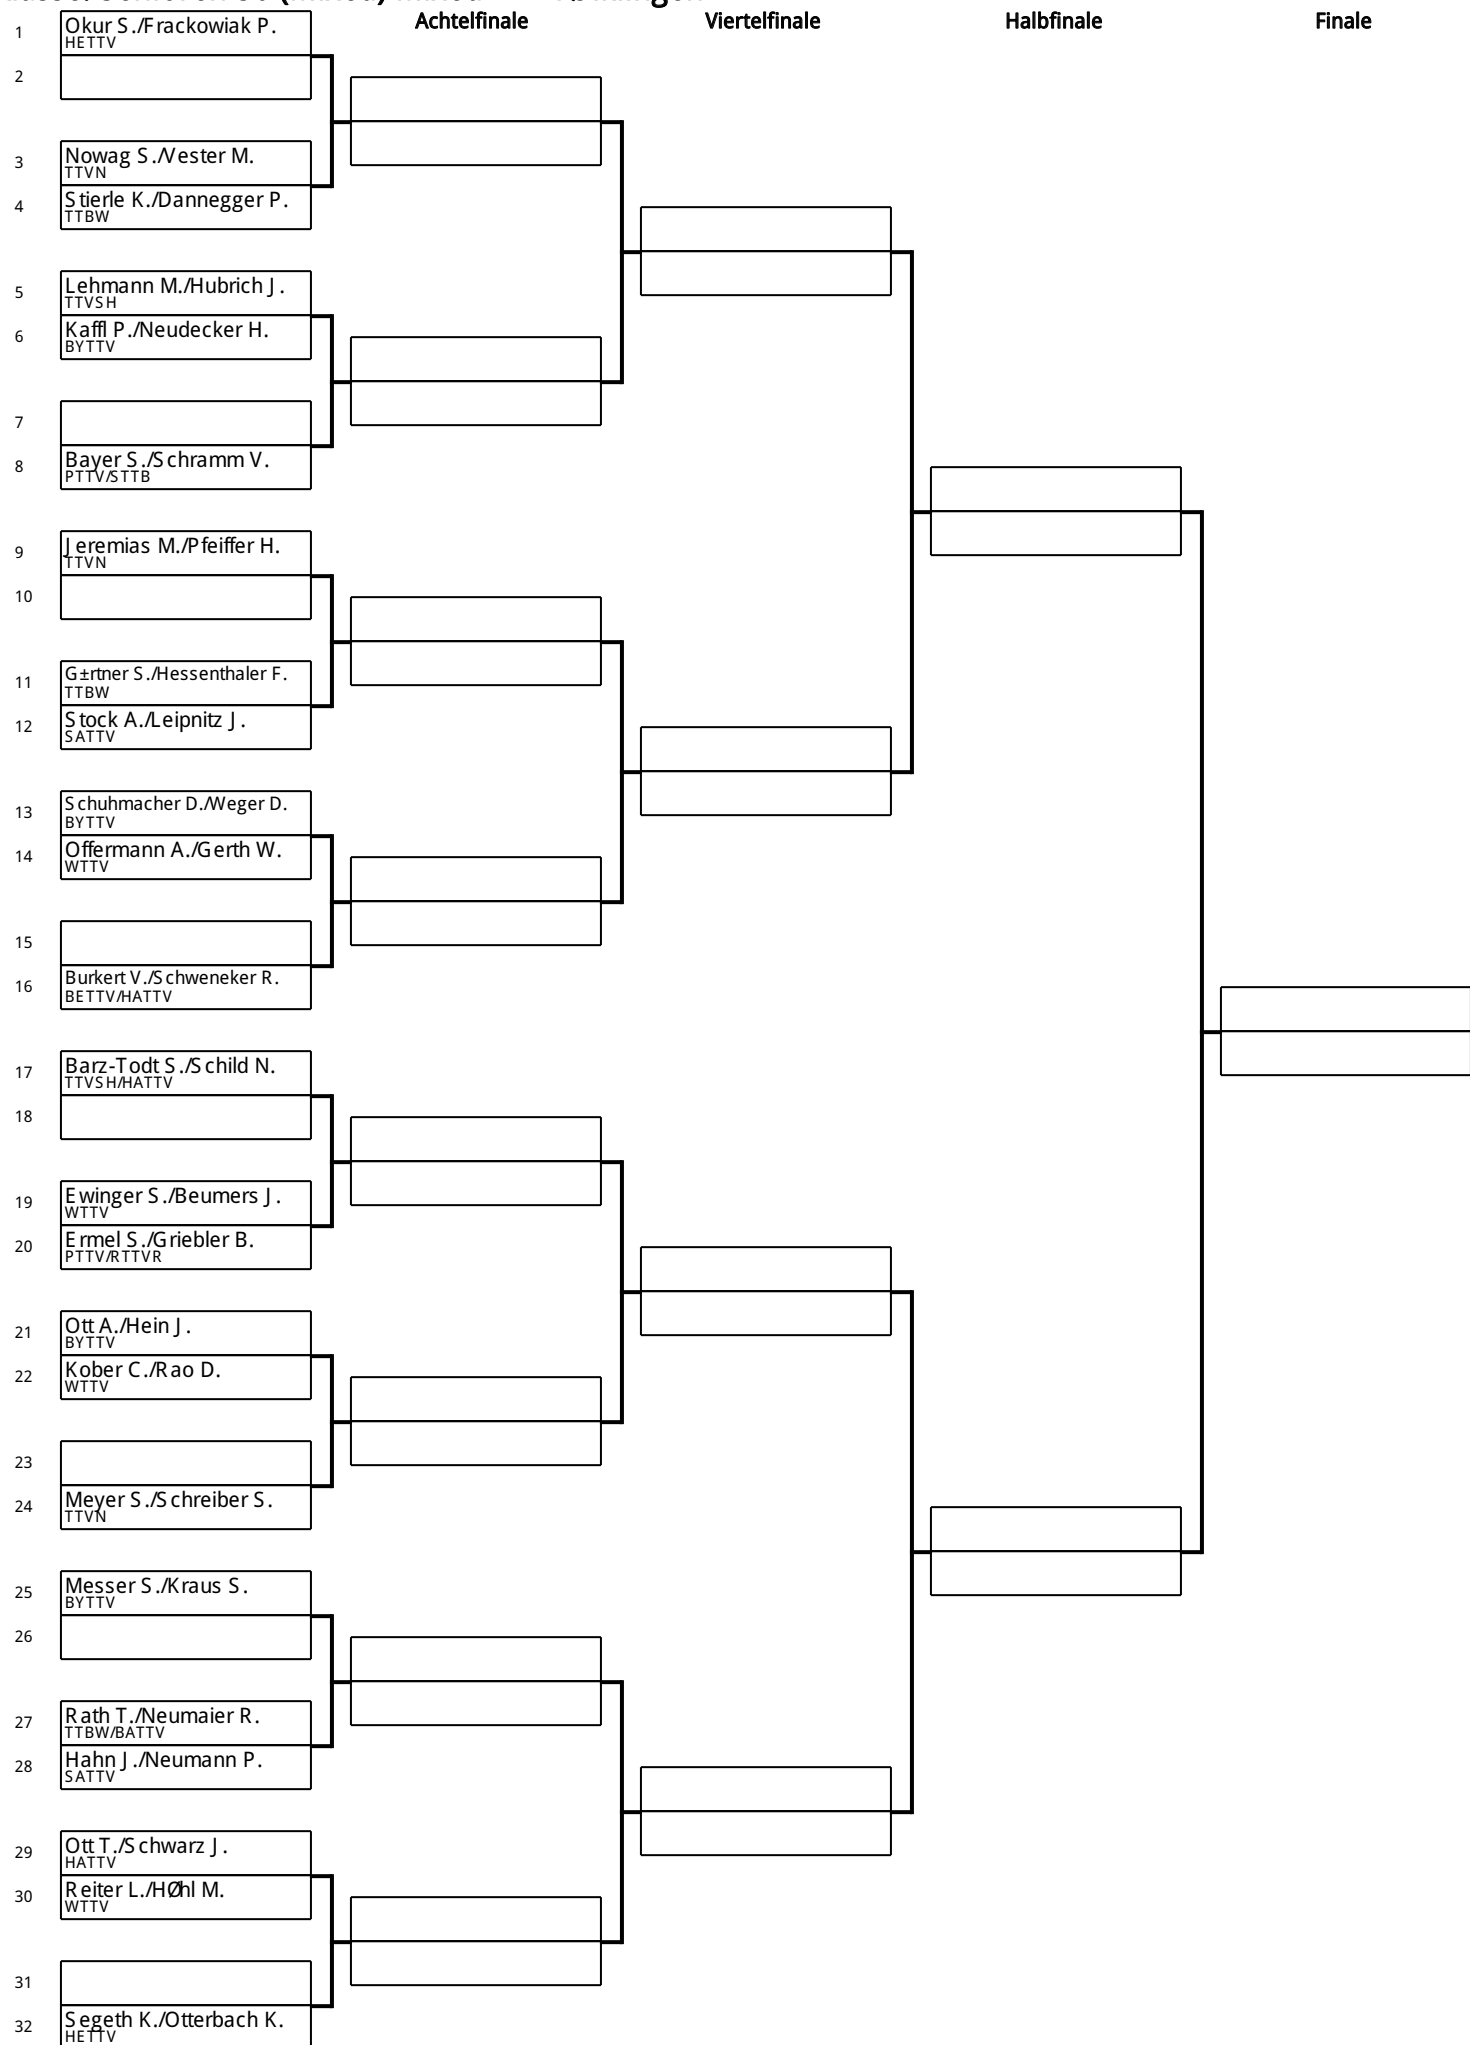 Achtelfinale Viertelfinale Halbfinale Finale
1 Okur S./Frackowiak P.
HETTV
2
3 Nowag S./Vester M.
TTVN
4 Stierle K./Dannegger P.
TTBW
5 Lehmann M./Hubrich J.
TTVSH
6 Kaffl P./Neudecker H.
BYTTV
7
8 Bayer S./Schramm V.
PTTV/STTB
9 Jeremias M./Pfeiffer H.
TTVN
10
11 G±rtner S./Hessenthaler F.
TTBW
12 Stock A./Leipnitz J.
SATTV
13 Schuhmacher D./Weger D.
BYTTV
14 Offermann A./Gerth W.
WTTV
15
16 Burkert V./Schweneker R.
BETTV/HATTV
17 Barz-Todt S./Schild N.
TTVSH/HATTV
18
19 Ewinger S./Beumers J.
WTTV
20 Ermel S./Griebler B.
PTTV/RTTVR
21 Ott A./Hein J.
BYTTV
22 Kober C./Rao D.
WTTV
23
24 Meyer S./Schreiber S.
TTVN
25 Messer S./Kraus S.
BYTTV
26
27 Rath T./Neumaier R.
TTBW/BATTV
28 Hahn J./Neumann P.
SATTV
29 Ott T./Schwarz J.
HATTV
30 Reiter L./HØhl M.
WTTV
31
32 Segeth K./Otterbach K.
HETTV